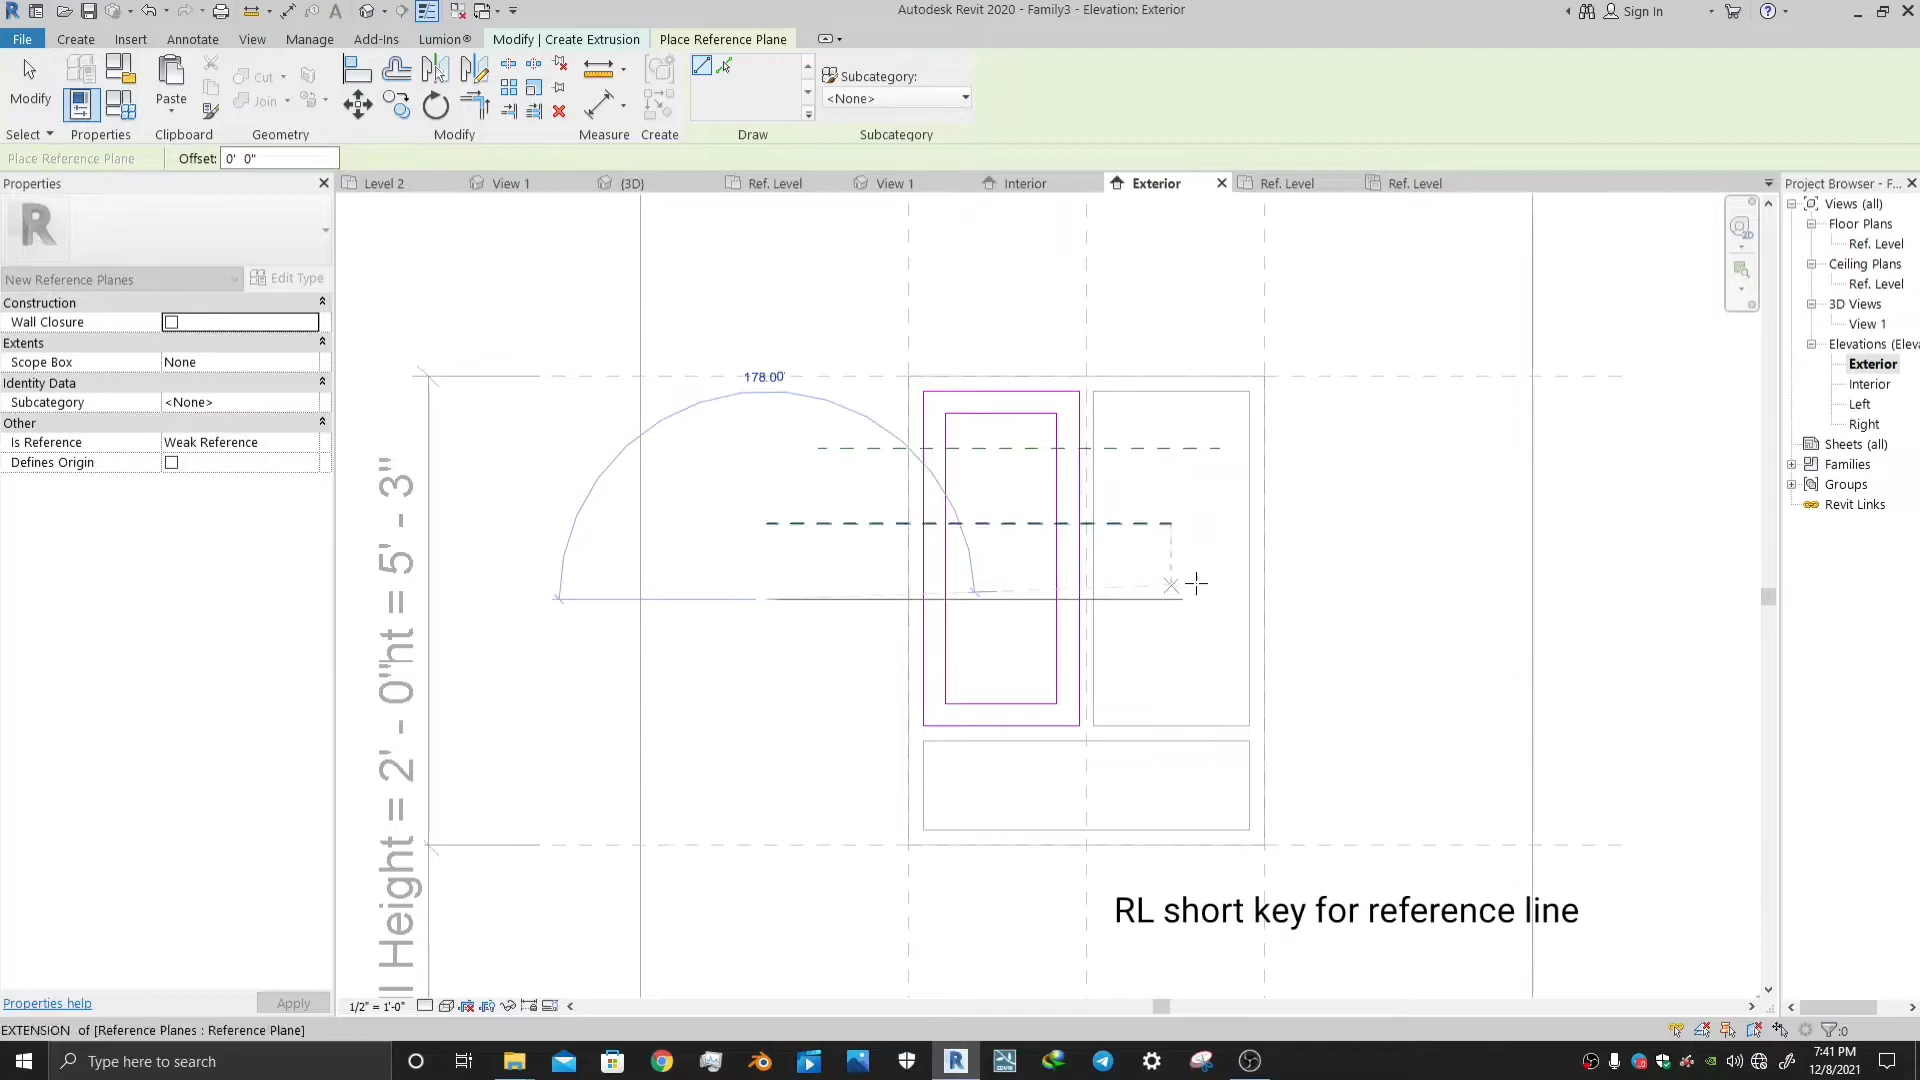 Autodesk Revit 2020 - Family3 - Elevation: Exterior
Sign In
File
Create
Insert
Annotate
View
Manage
Add-Ins
Lumion®
Modify | Create Extrusion
Place Reference Plane
Modify
Paste
Cut
Join
Subcategory:
<None>
Select
Properties
Clipboard
Geometry
Modify
Measure
Create
Draw
Subcategory
Place Reference Plane
Offset:
0' 0"
Properties
Level 2
View 1
{3D}
Ref. Level
View 1
Interior
Exterior
Ref. Level
Ref. Level
Project Browser - F...
R
New Reference Planes
Edit Type
Construction
Wall Closure
Extents
Scope Box
None
Identity Data
Subcategory
<None>
Other
Is Reference
Weak Reference
Defines Origin
2D
Views (all)
Floor Plans
Ref. Level
Ceiling Plans
Ref. Level
3D Views
View 1
Elevations (Eleva
Exterior
Interior
Left
Right
Sheets (all)
Families
Groups
Revit Links
178.00°
ht = 5' - 3"
l Height = 2' - 0"
RL short key for reference line
Properties help
Apply
1/2" = 1'-0"
EXTENSION of [Reference Planes : Reference Plane]
:0
Type here to search
7:41 PM
12/8/2021